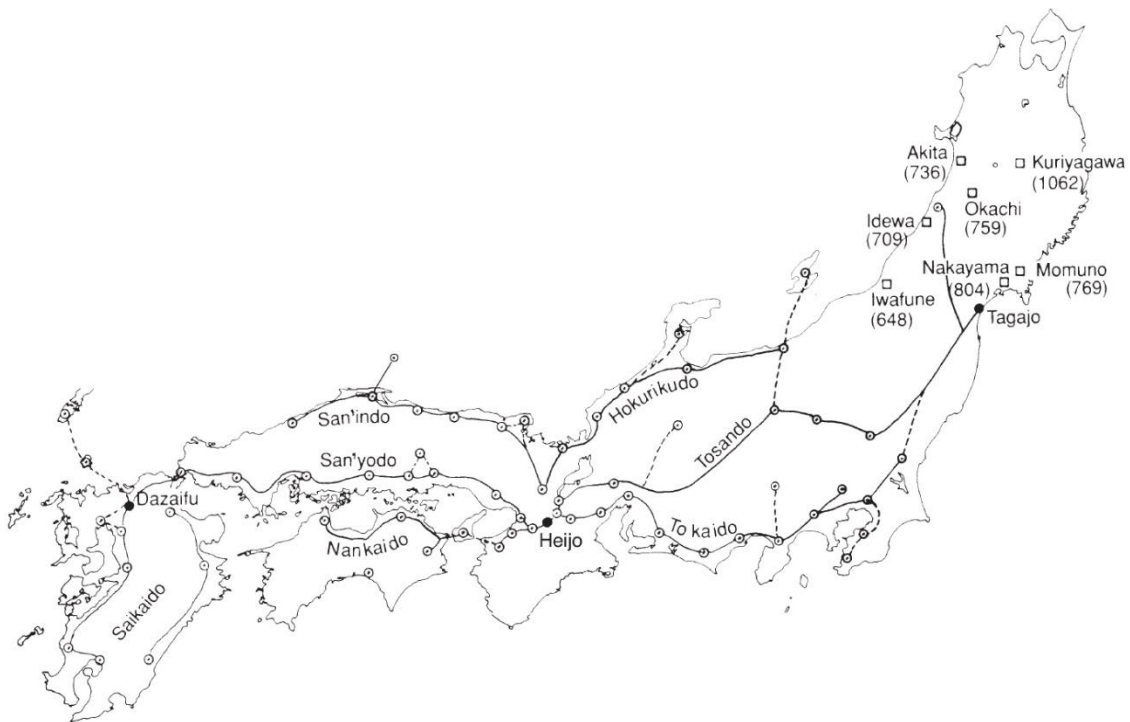 Akita
(736)
Kuriyagawa
(1062)
Okachi
(759)
Idewa
(709)
Nakayama
(804)
Momuno
(769)
Iwafune
(648)
Tagajo
Hokurikudo
San'indo
Tosando
San'yodo
Dazaifu
Heijo
To kaido
Nankaido
Saikaido